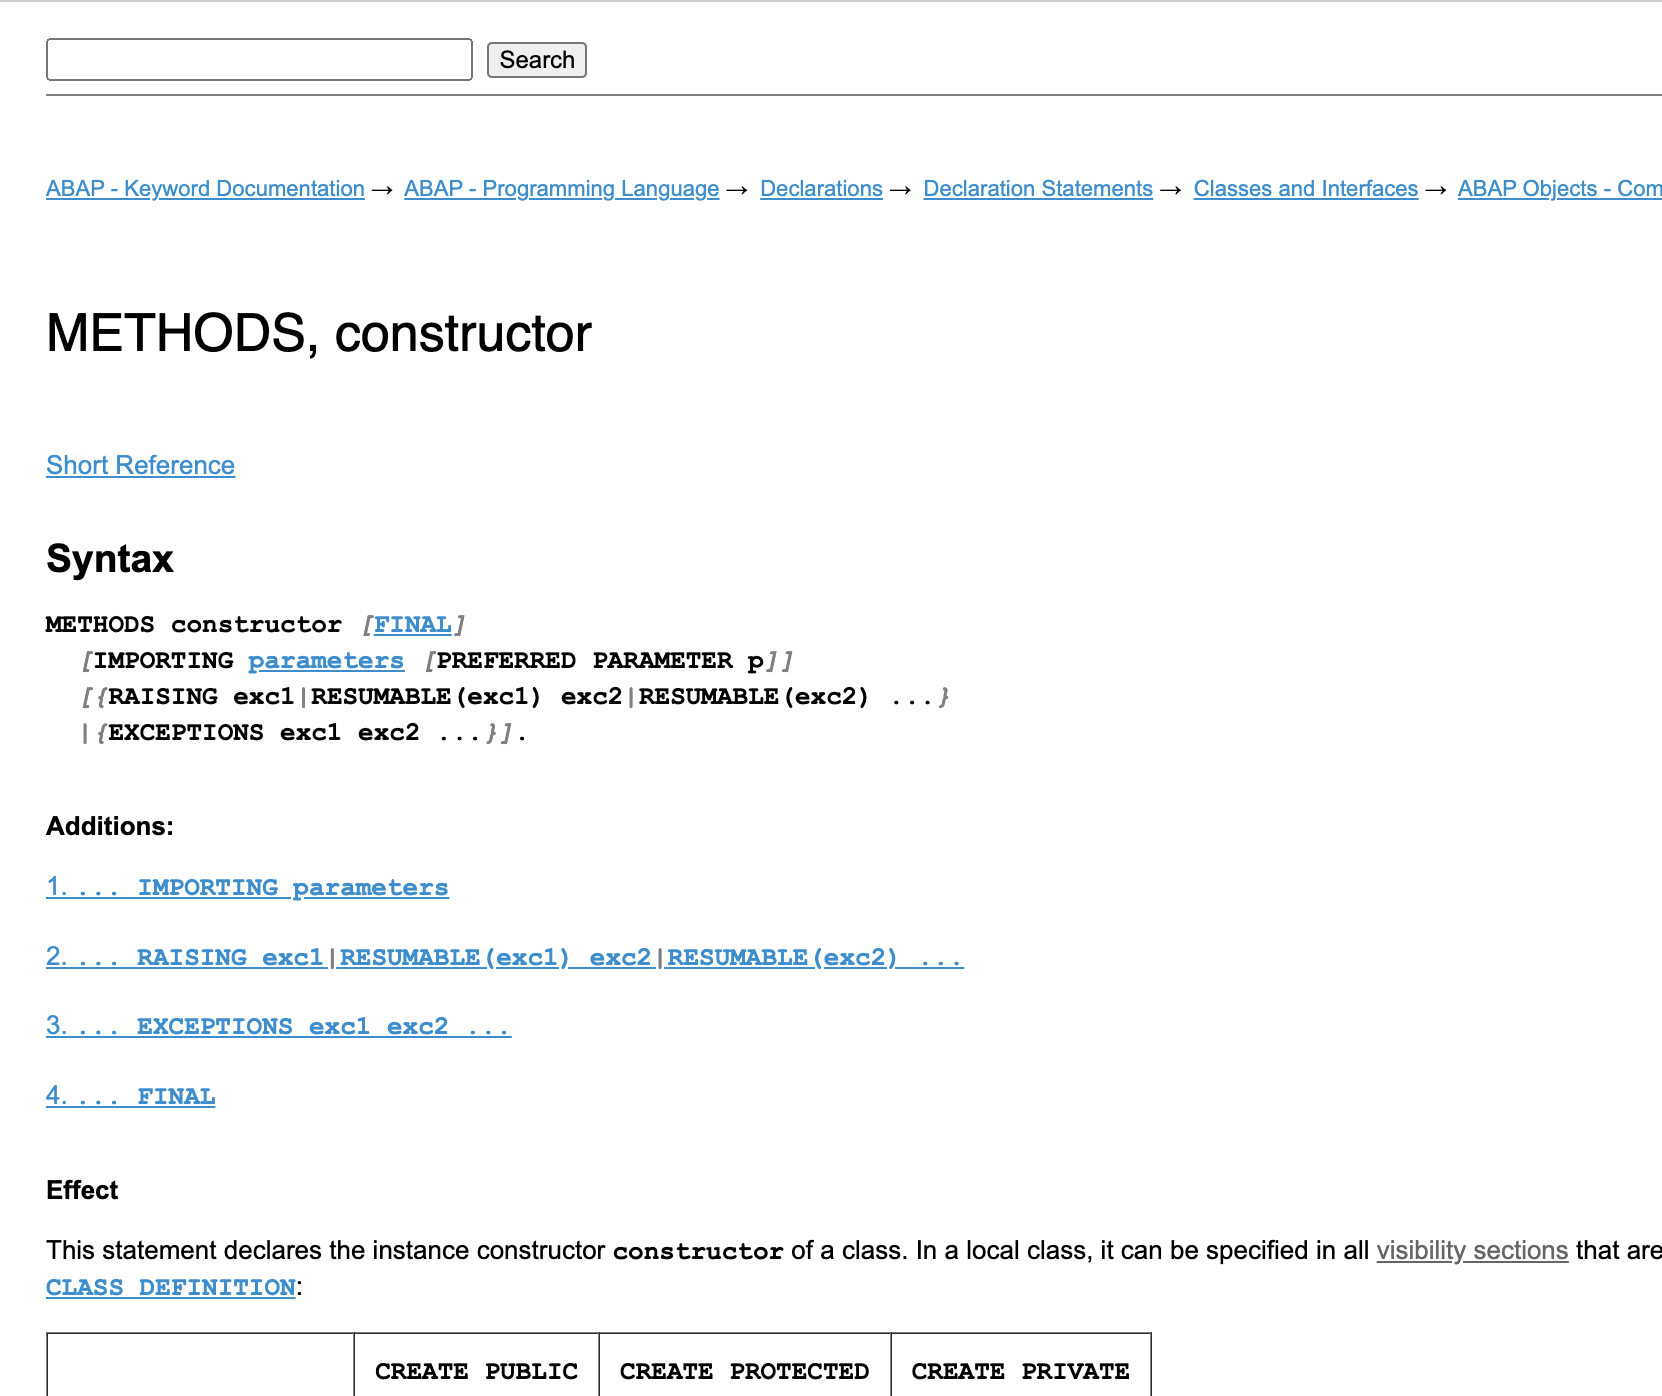 Search
ABAP - Keyword Documentation → ABAP - Programming Language → Declarations → Declaration Statements → Classes and Interfaces → ABAP Objects - Com
METHODS, constructor
Short Reference
Syntax
METHODS constructor [FINAL]
[IMPORTING parameters [PREFERRED PARAMETER p]]
[{RAISING exc1|RESUMABLE(exc1) exc2|RESUMABLE(exc2) ...}
|{EXCEPTIONS exc1 exc2 ...}].
Additions:
1. ... IMPORTING parameters
2. ... RAISING exc1|RESUMABLE(exc1) exc2|RESUMABLE(exc2) ...
3. ... EXCEPTIONS exc1 exc2 ...
4. ... FINAL
Effect
This statement declares the instance constructor constructor of a class. In a local class, it can be specified in all visibility sections that are
CLASS DEFINITION:
CREATE PUBLIC CREATE PROTECTED CREATE PRIVATE